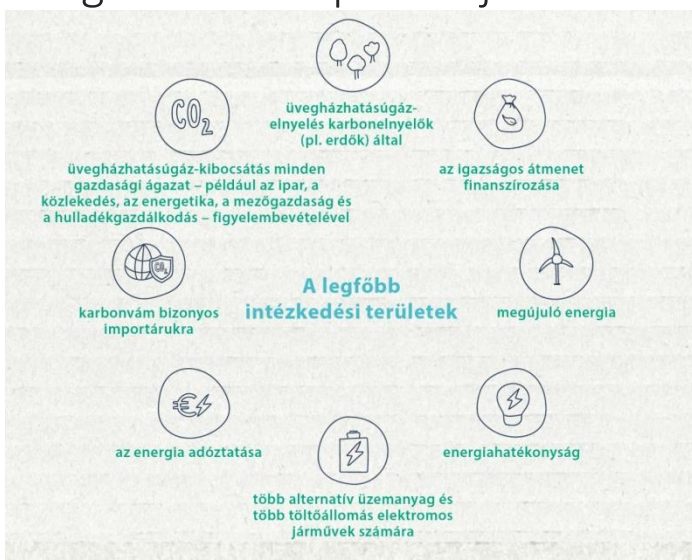 CO2
üvegházhatásúgáz-
elnyelés karbonelnyelők
(pl. erdők) által
üvegházhatásúgáz-kibocsátás minden
gazdasági ágazat – például az ipar, a
közlekedés, az energetika, a mezőgazdaság és
a hulladékgazdálkodás – figyelembevételével
az igazságos átmenet
finanszírozása
CO2
karbonvám bizonyos
importárukra
A legfőbb
intézkedési területek
megújuló energia
€
az energia adóztatása
energiahatékonyság
több alternatív üzemanyag és
több töltőállomás elektromos
járművek számára